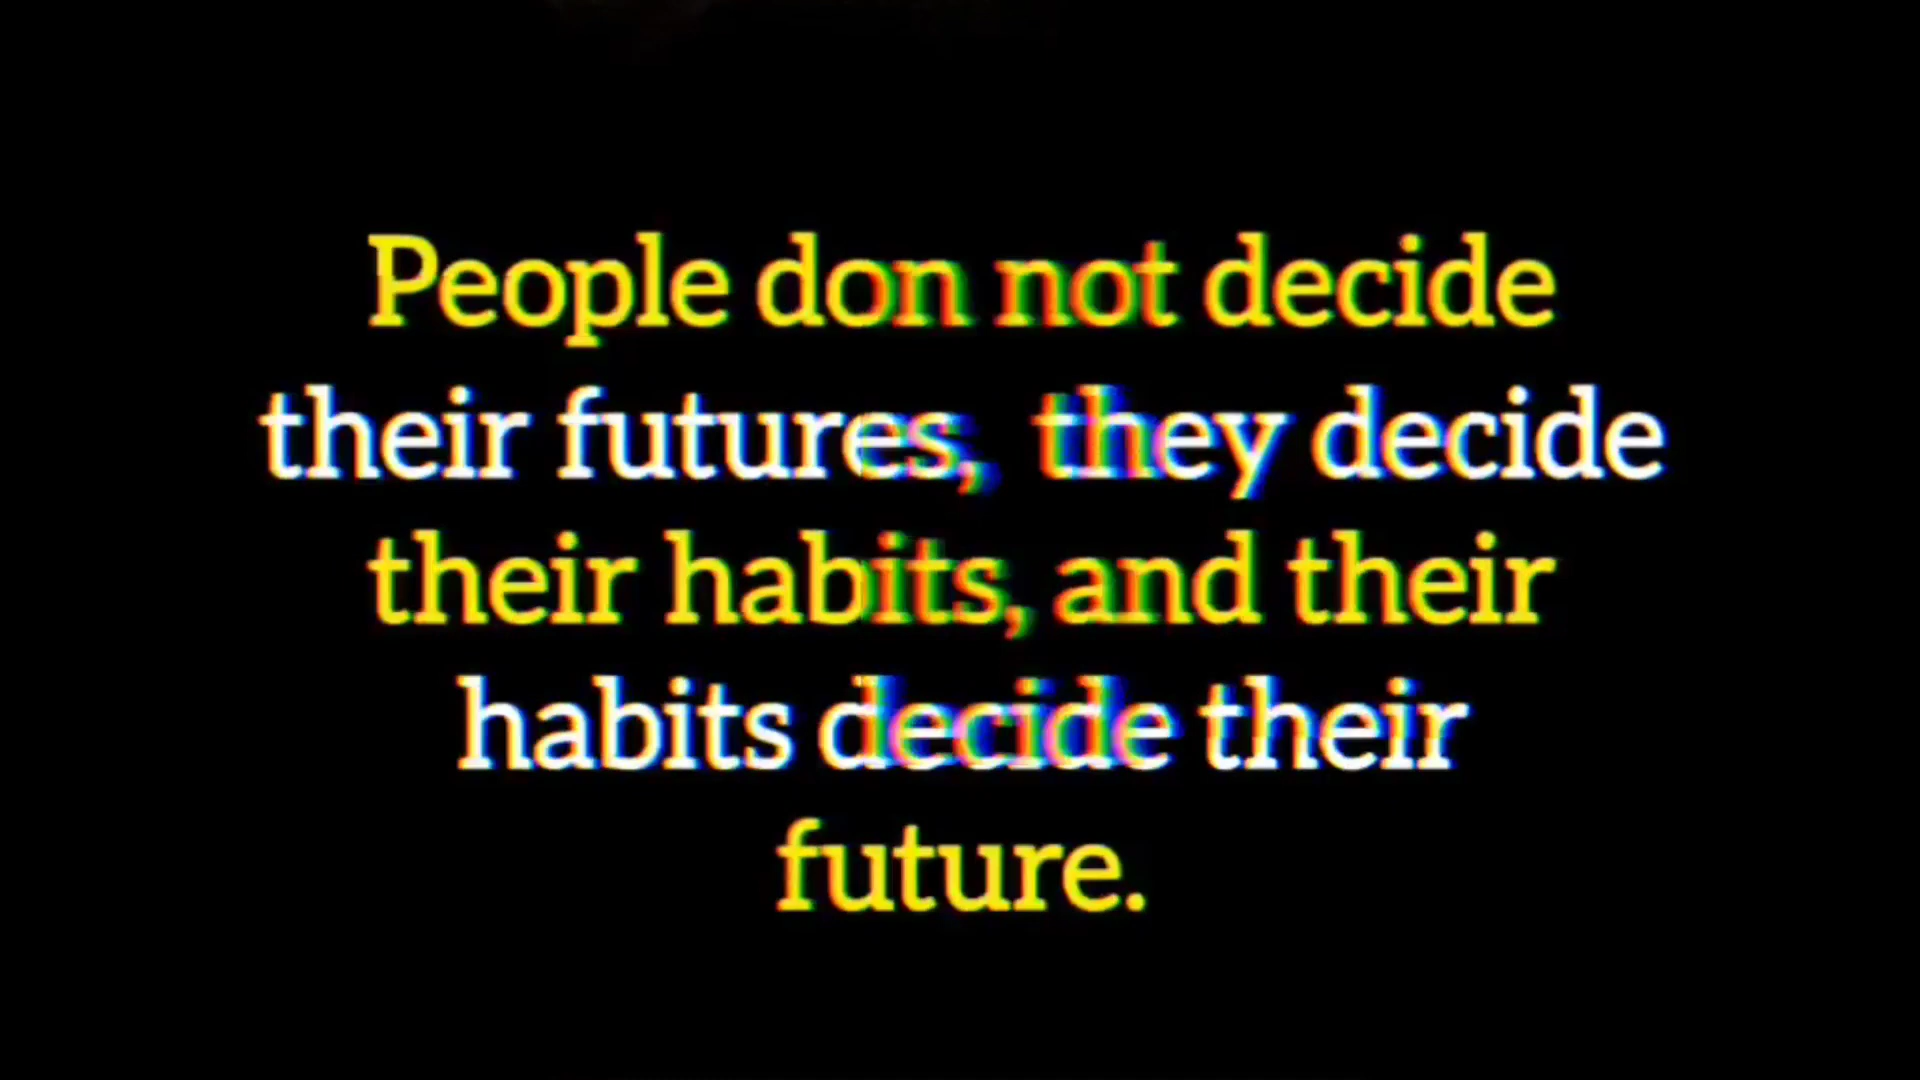 People don not decide
their futures, they decide
their habits, and their
habits decide their
future.